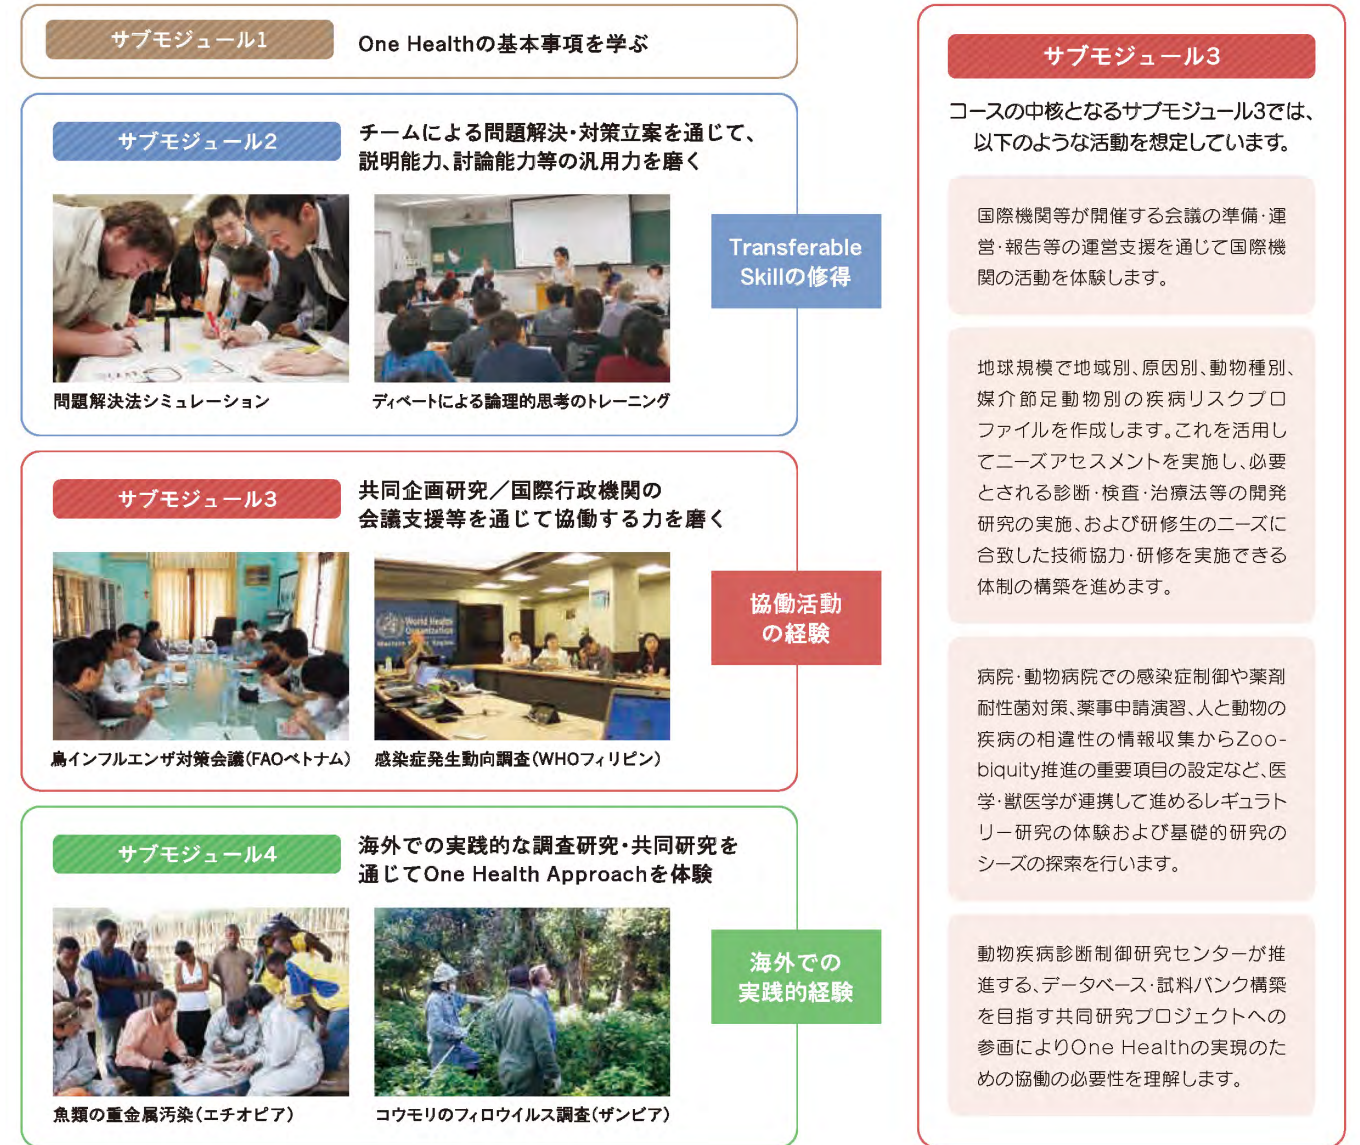 サブモジュール1
One Healthの基本事項を学ぶ
サブモジュール2
チームによる問題解決・対策立案を通じて、
説明能力、討論能力等の汎用力を磨く
問題解決法シミュレーション
ディベートによる論理的思考のトレーニング
Transferable
Skillの修得
サブモジュール3
共同企画研究／国際行政機関の
会議支援等を通じて協働する力を磨く
World Health
Organization
鳥インフルエンザ対策会議(FAOベトナム)
感染症発生動向調査(WHOフィリピン)
協働活動
の経験
サブモジュール4
海外での実践的な調査研究・共同研究を
通じてOne Health Approachを体験
魚類の重金属汚染(エチオピア)
コウモリのフィロウイルス調査(ザンビア)
海外での
実践的経験
サブモジュール3
コースの中核となるサブモジュール3では、
以下のような活動を想定しています。
国際機関等が開催する会議の準備・運
営・報告等の運営支援を通じて国際機
関の活動を体験します。
地球規模で地域別、原因別、動物種別、
媒介節足動物別の疾病リスクプロ
ファイルを作成します。これを活用し
てニーズアセスメントを実施し、必要
とされる診断・検査・治療法等の開発
研究の実施、および研修生のニーズに
合致した技術協力・研修を実施できる
体制の構築を進めます。
病院・動物病院での感染症制御や薬剤
耐性菌対策、薬事申請演習、人と動物の
疾病の相違性の情報収集からZoo-
biquity推進の重要項目の設定など、医
学・獣医学が連携して進めるレギュラト
リー研究の体験および基礎的研究の
シーズの探索を行います。
動物疾病診断制御研究センターが推
進する、データベース・試料バンク構築
を目指す共同研究プロジェクトへの
参画によりOne Healthの実現のた
めの協働の必要性を理解します。